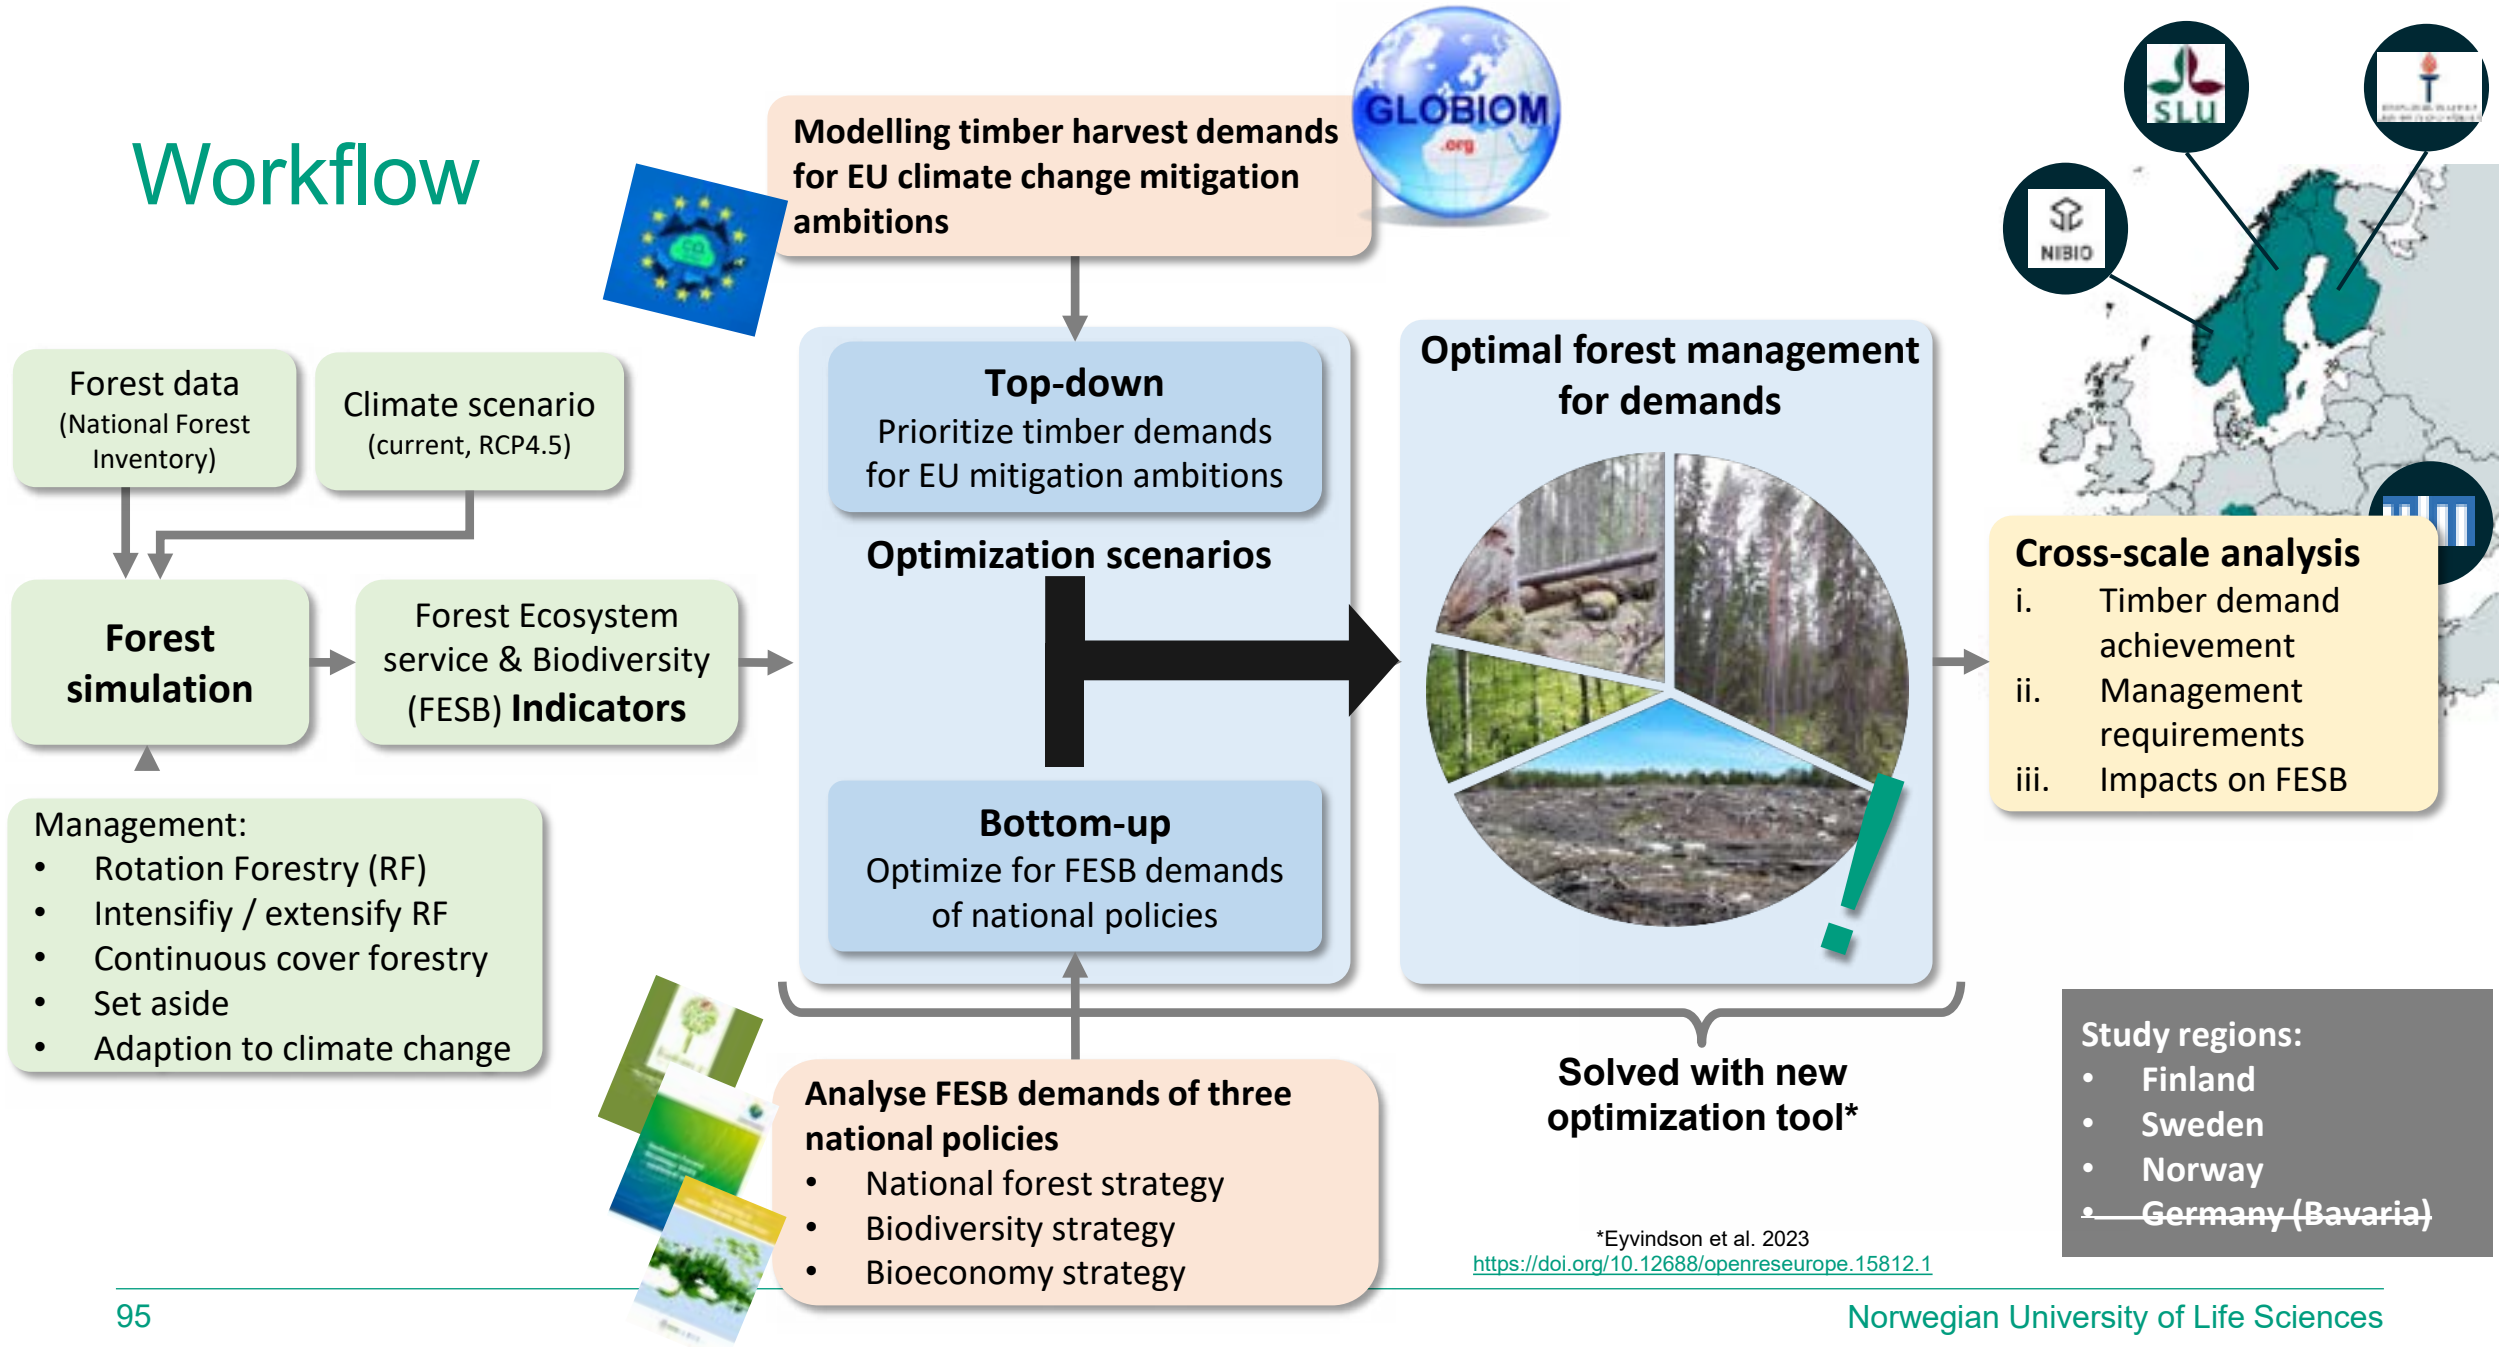 Workflow
Modelling timber harvest demands
for EU climate change mitigation
ambitions
GLOBIOM
.org
SLU
NIBIO
Forest data
(National Forest
Inventory)
Climate scenario
(current, RCP4.5)
Forest
simulation
Forest Ecosystem
service & Biodiversity
(FESB) Indicators
Management:
• Rotation Forestry (RF)
• Intensifiy / extensify RF
• Continuous cover forestry
• Set aside
• Adaption to climate change
Top-down
Prioritize timber demands
for EU mitigation ambitions
Optimization scenarios
Bottom-up
Optimize for FESB demands
of national policies
Analyse FESB demands of three
national policies
• National forest strategy
• Biodiversity strategy
• Bioeconomy strategy
Optimal forest management
for demands
!
Solved with new
optimization tool*
*Eyvindson et al. 2023
https://doi.org/10.12688/openreseurope.15812.1
Cross-scale analysis
i. Timber demand
achievement
ii. Management
requirements
iii. Impacts on FESB
Study regions:
• Finland
• Sweden
• Norway
• Germany (Bavaria)
95
Norwegian University of Life Sciences